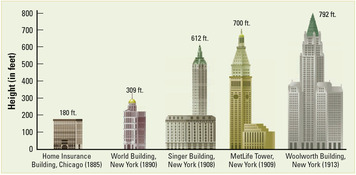 Height (in feet)
800
700
600
500
400
300
200
100
0
180 ft.
309 ft.
612 ft.
700 ft.
792 ft.
Home Insurance
Building, Chicago (1885)
World Building,
New York (1890)
Singer Building,
New York (1908)
MetLife Tower,
New York (1909)
Woolworth Building,
New York (1913)